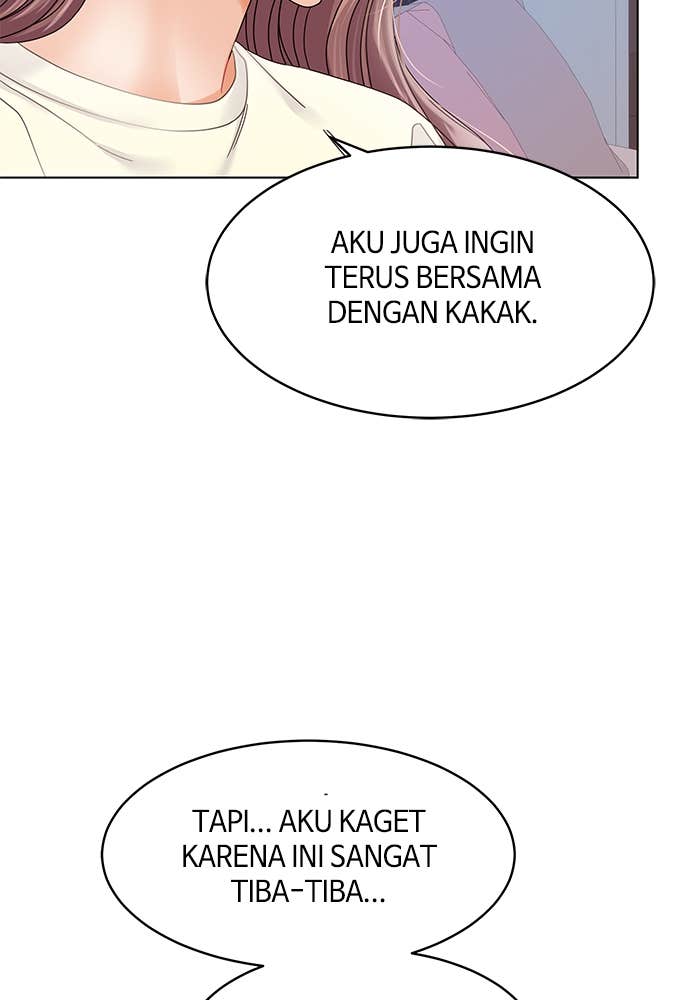 AKU JUGA INGIN
TERUS BERSAMA
DENGAN KAKAK.
TAPI... AKU KAGET
KARENA INI SANGAT
TIBA-TIBA...